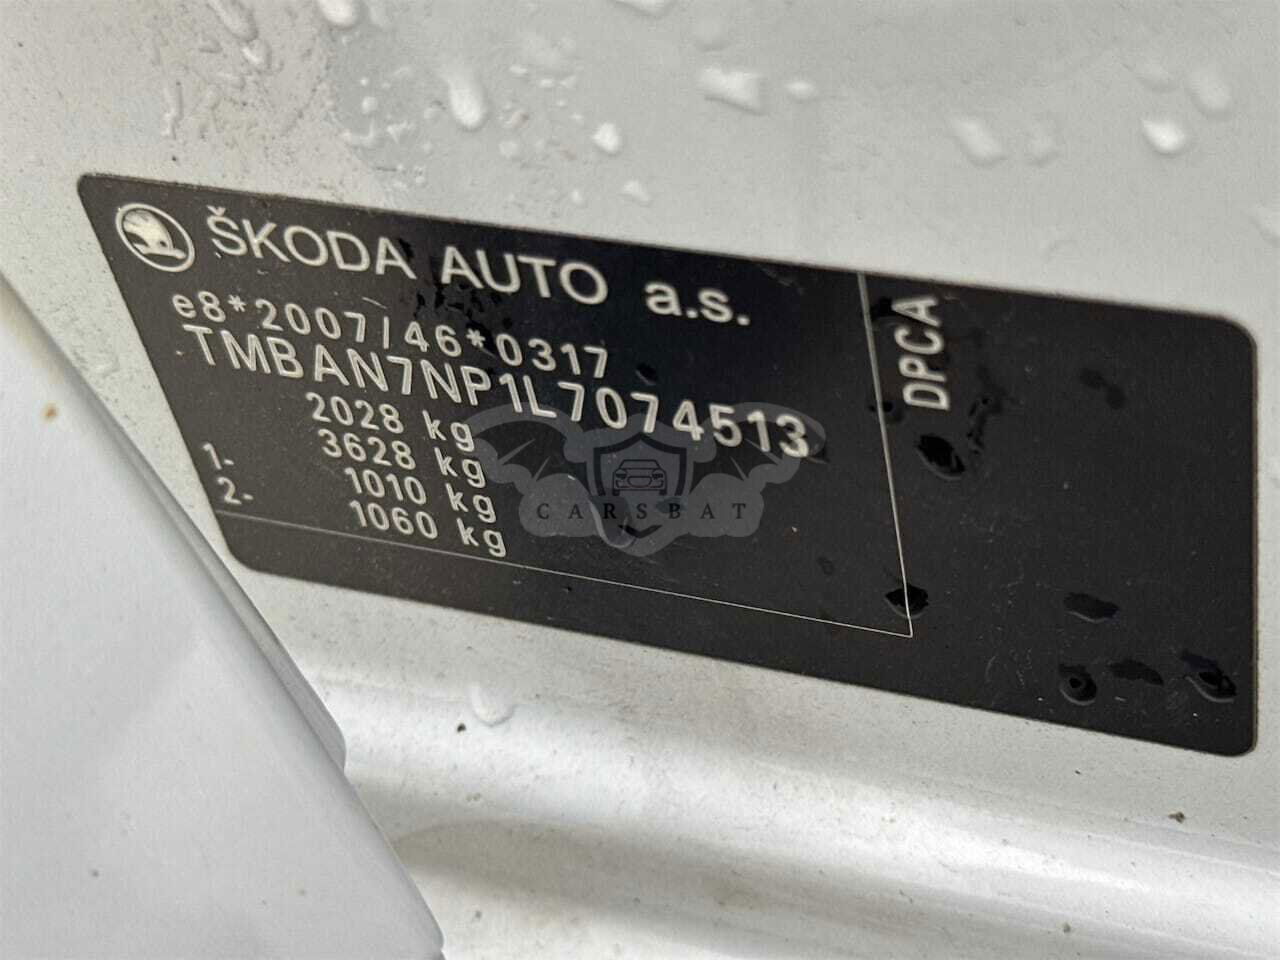 ŠKODA AUTO a.s.
e8*2007/46*0317
TMBAN7NP1L7074513
2028 kg
3628 kg
1- 1010 kg
2- 1060 kg
DPCA
CARSBAT